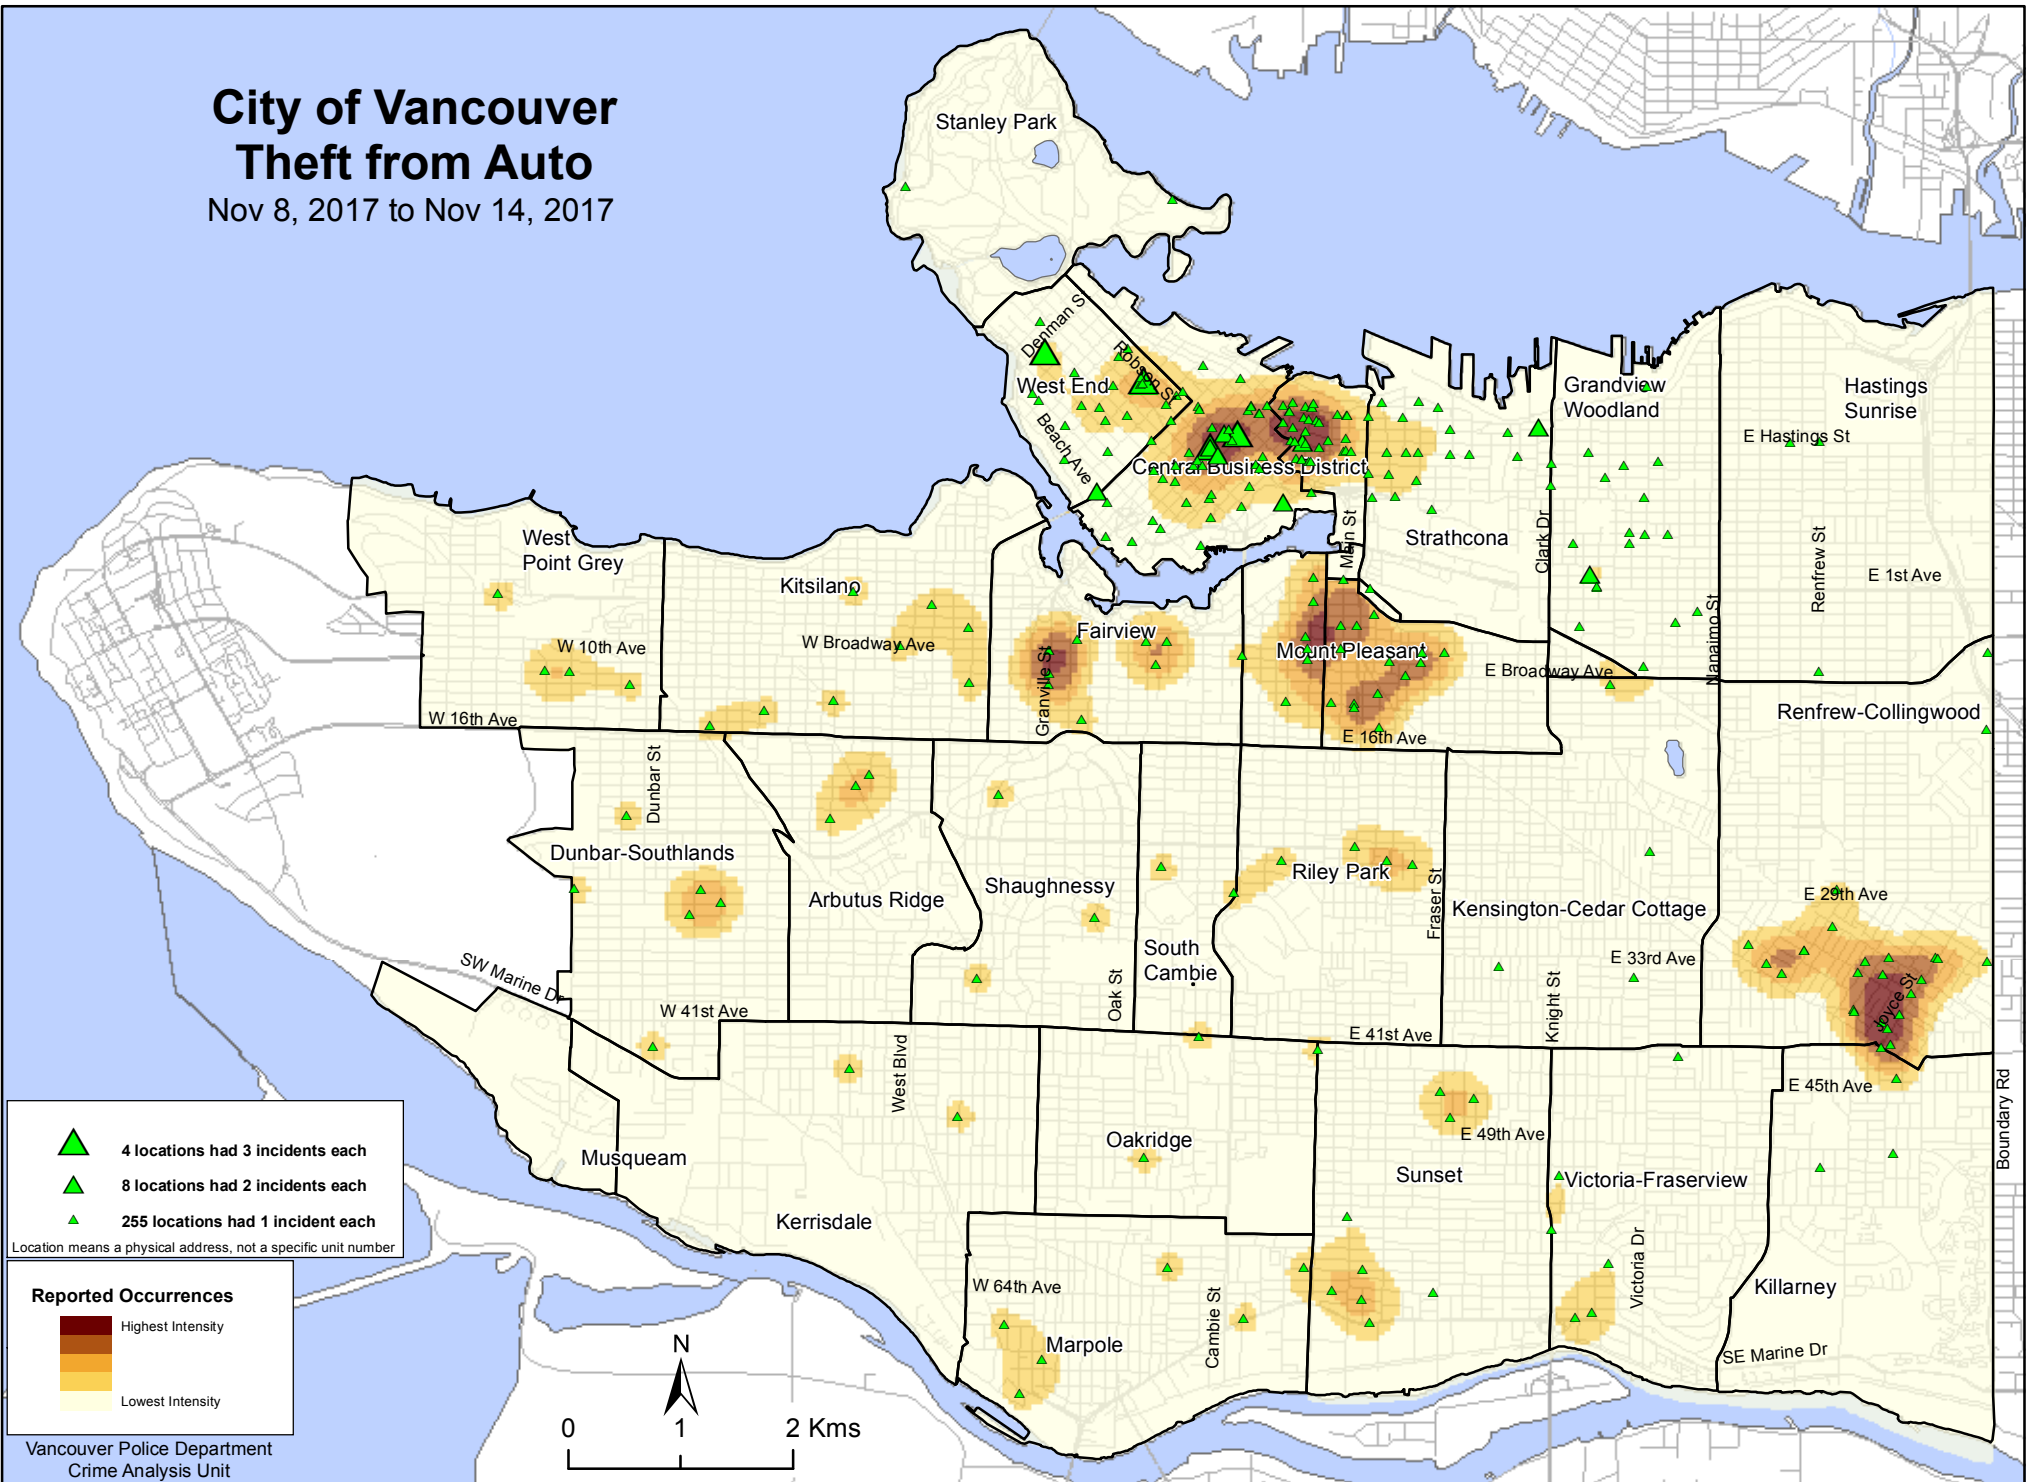 City of Vancouver
Theft from Auto
Nov 8, 2017 to Nov 14, 2017
Stanley Park
Denman S
Robson St
West End
Beach Ave
Central Business District
Grandview
Woodland
Hastings
Sunrise
E Hastings St
Main St
Strathcona
Clark Dr
Nanaimo St
Renfrew St
E 1st Ave
West
Point Grey
Kitsilano
W 10th Ave
W Broadway Ave
Fairview
Granville St
Mount Pleasant
E Broadway Ave
W 16th Ave
E 16th Ave
Renfrew-Collingwood
Dunbar St
Dunbar-Southlands
Arbutus Ridge
Shaughnessy
Riley Park
Fraser St
Kensington-Cedar Cottage
E 29th Ave
South
Cambie
Oak St
E 33rd Ave
Knight St
Joyce St
SW Marine Dr
W 41st Ave
E 41st Ave
West Blvd
E 45th Ave
Boundary Rd
Musqueam
Oakridge
E 49th Ave
Sunset
Victoria-Fraserview
Kerrisdale
Victoria Dr
W 64th Ave
Cambie St
Marpole
Killarney
SE Marine Dr
4 locations had 3 incidents each
8 locations had 2 incidents each
255 locations had 1 incident each
Location means a physical address, not a specific unit number
Reported Occurrences
Highest Intensity
Lowest Intensity
Vancouver Police Department
Crime Analysis Unit
N
0 1 2 Kms